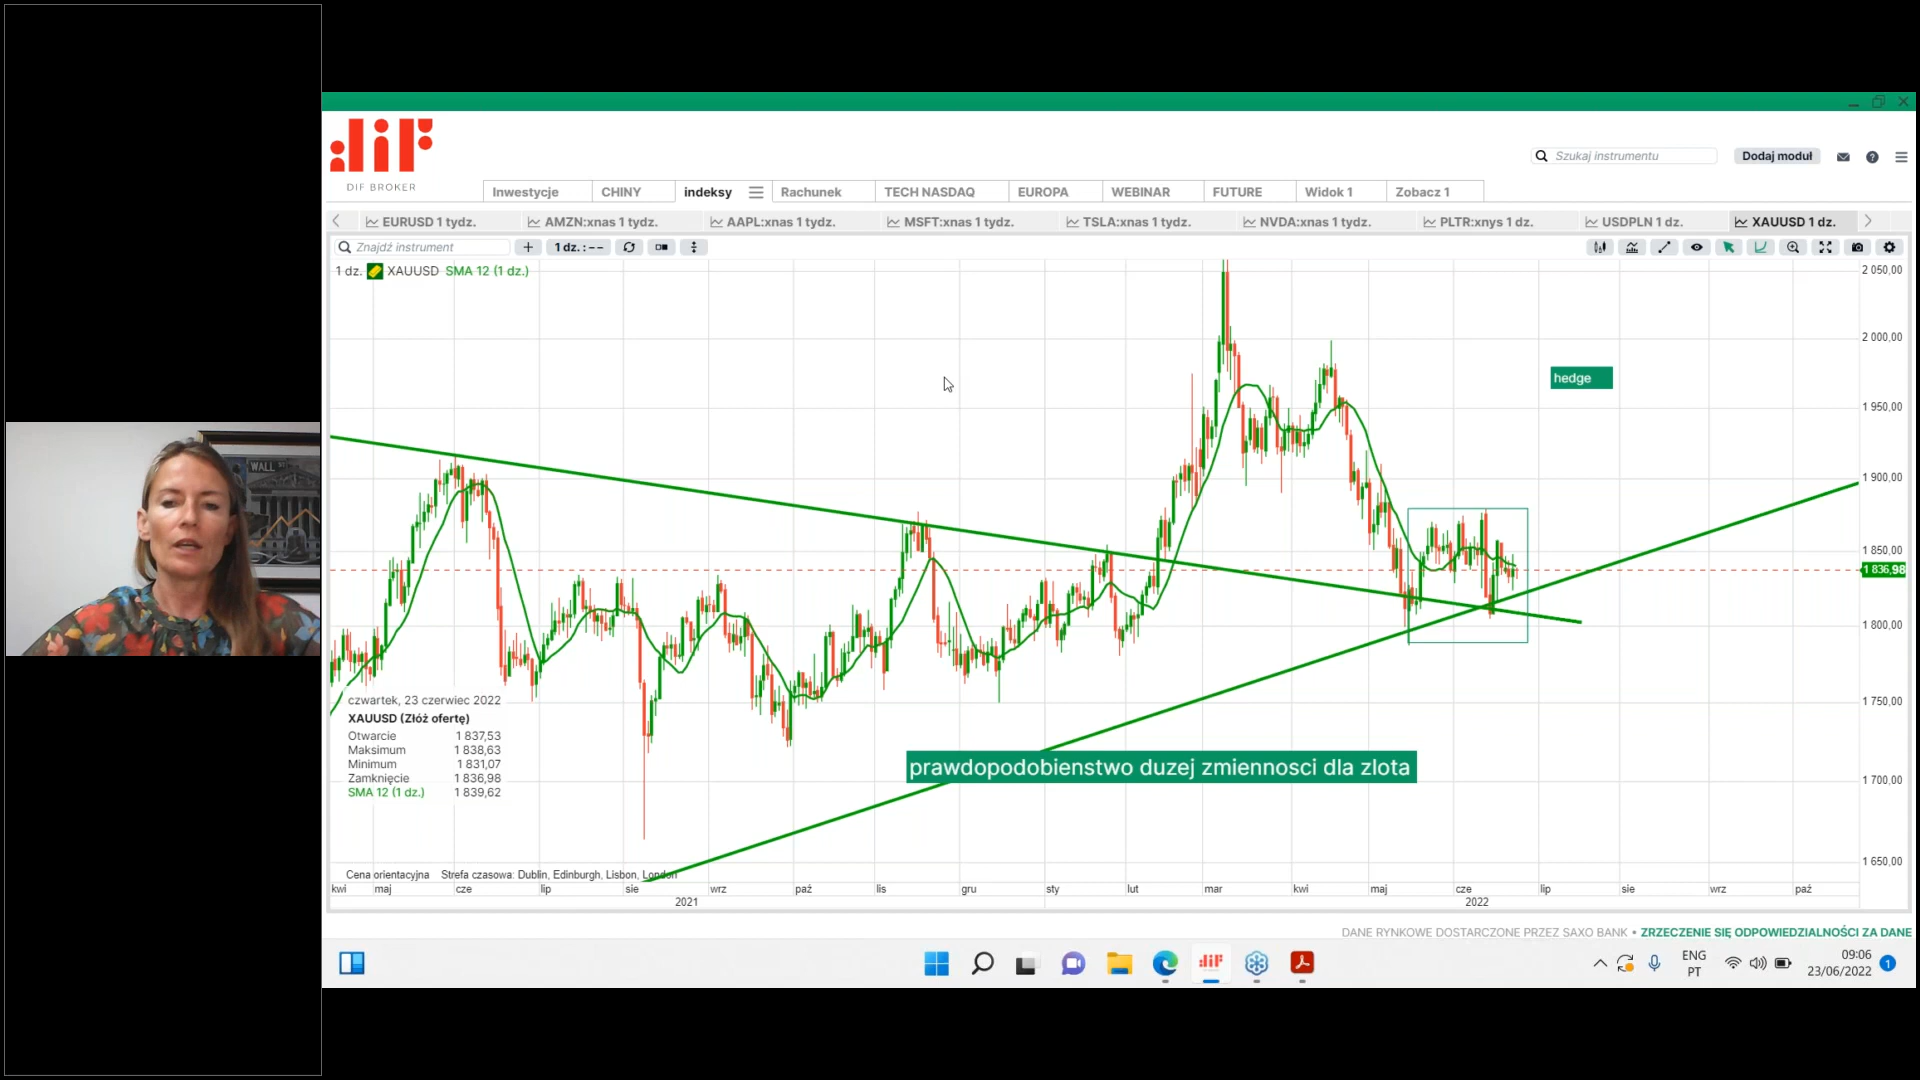 WALL
dif
DIF BROKER
Szukaj instrumentu
Dodaj moduł
Inwestycje CHINY indeksy Rachunek TECH NASDAQ EUROPA WEBINAR FUTURE Widok 1 Zobacz 1
EURUSD 1 tydz. AMZN:xnas 1 tydz. AAPL:xnas 1 tydz. MSFT:xnas 1 tydz. TSLA:xnas 1 tydz. NVDA:xnas 1 tydz. PLTR:xnys 1 dz. USDPLN 1 dz. XAUUSD 1 dz.
Znajdź instrument 1 dz. : – –
1 dz. XAUUSD SMA 12 (1 dz.)
2 050,00
2 000,00
hedge
1 950,00
1 900,00
1 850,00
1 836,98
1 800,00
1 750,00
1 700,00
1 650,00
czwartek, 23 czerwiec 2022
XAUUSD (Złóż ofertę)
Otwarcie 1 837,53
Maksimum 1 838,63
Minimum 1 831,07
Zamknięcie 1 836,98
SMA 12 (1 dz.) 1 839,62
prawdopodobienstwo duzej zmiennosci dla zlota
Cena orientacyjna Strefa czasowa: Dublin, Edinburgh, Lisbon, London
kwi maj cze lip sie wrz paź lis gru sty lut mar kwi maj cze lip sie wrz paź
2021 2022
DANE RYNKOWE DOSTARCZONE PRZEZ SAXO BANK • ZRZECZENIE SIĘ ODPOWIEDZIALNOŚCI ZA DANE
dif
ENG
PT
09:06
23/06/2022
1